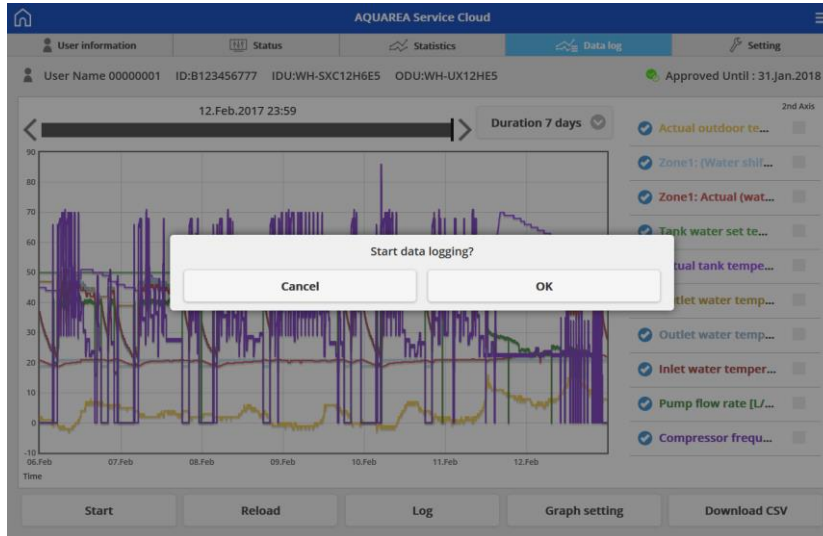 AQUAREA Service Cloud
User information
Status
Statistics
Data log
Setting
User Name 00000001 ID:B123456777 IDU:WH-SXC12H6E5 ODU:WH-UX12HE5
Approved Until : 31.Jan.2018
12.Feb.2017 23:59
Duration 7 days
2nd Axis
Actual outdoor te...
Zone1: (Water shif...
Zone1: Actual (wat...
Tank water set te...
tual tank tempe...
tlet water temp...
Outlet water temp...
Inlet water temper...
Pump flow rate [L/...
Compressor frequ...
90
80
70
60
50
40
30
20
10
0
-10
06.Feb 07.Feb 08.Feb 09.Feb 10.Feb 11.Feb 12.Feb
Time
Start data logging?
Cancel
OK
Start
Reload
Log
Graph setting
Download CSV